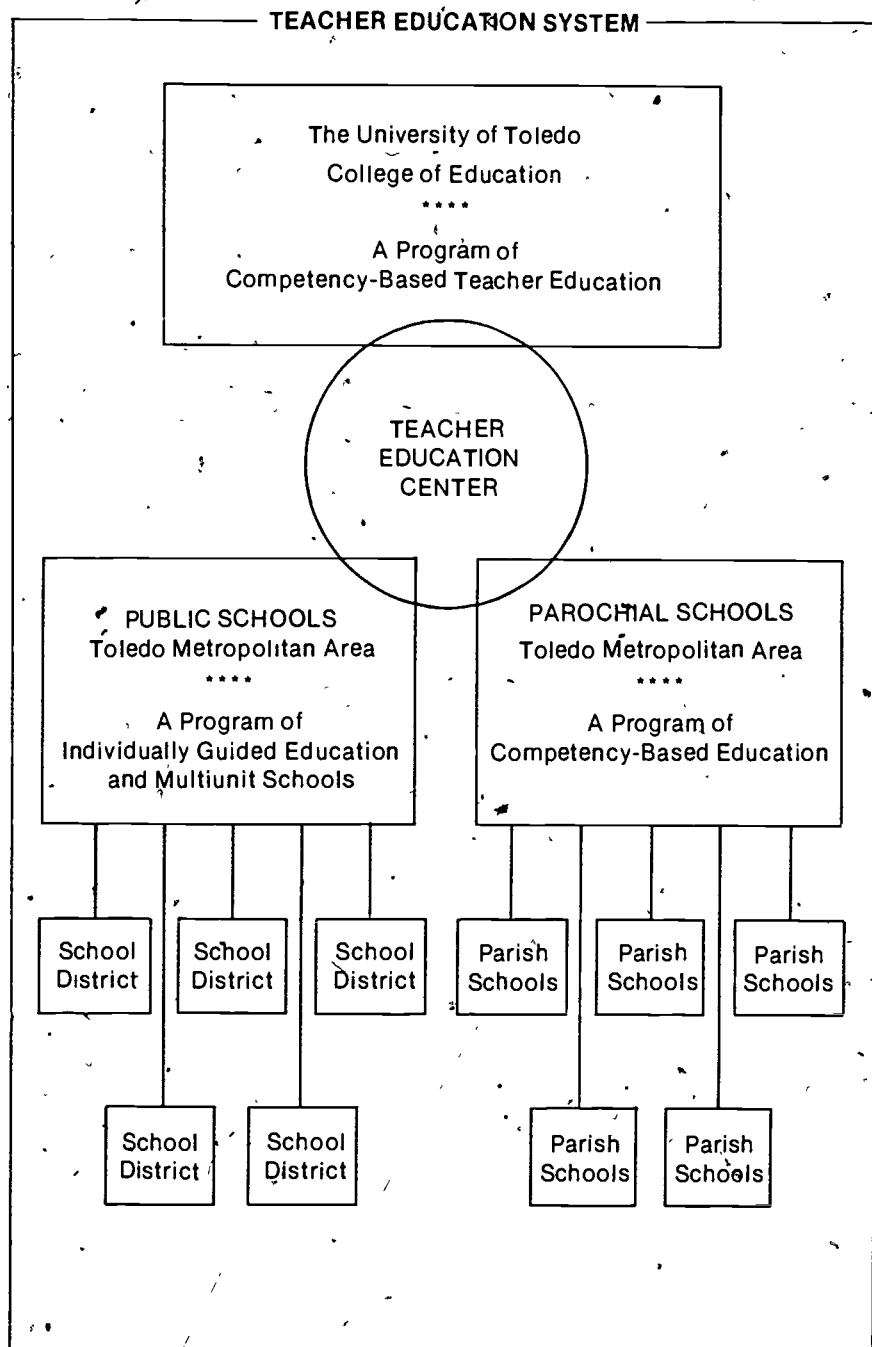 TEACHER EDUCATION SYSTEM
The University of Toledo
College of Education
****
A Program of
Competency-Based Teacher Education
TEACHER
EDUCATION
CENTER
PUBLIC SCHOOLS
Toledo Metropolitan Area
****
A Program of
Individually Guided Education
and Multiunit Schools
PAROCHIAL SCHOOLS
Toledo Metropolitan Area
****
A Program of
Competency-Based Education
School
District
School
District
School
District
Parish
Schools
Parish
Schools
Parish
Schools
School
District
School
District
Parish
Schools
Parish
Schools